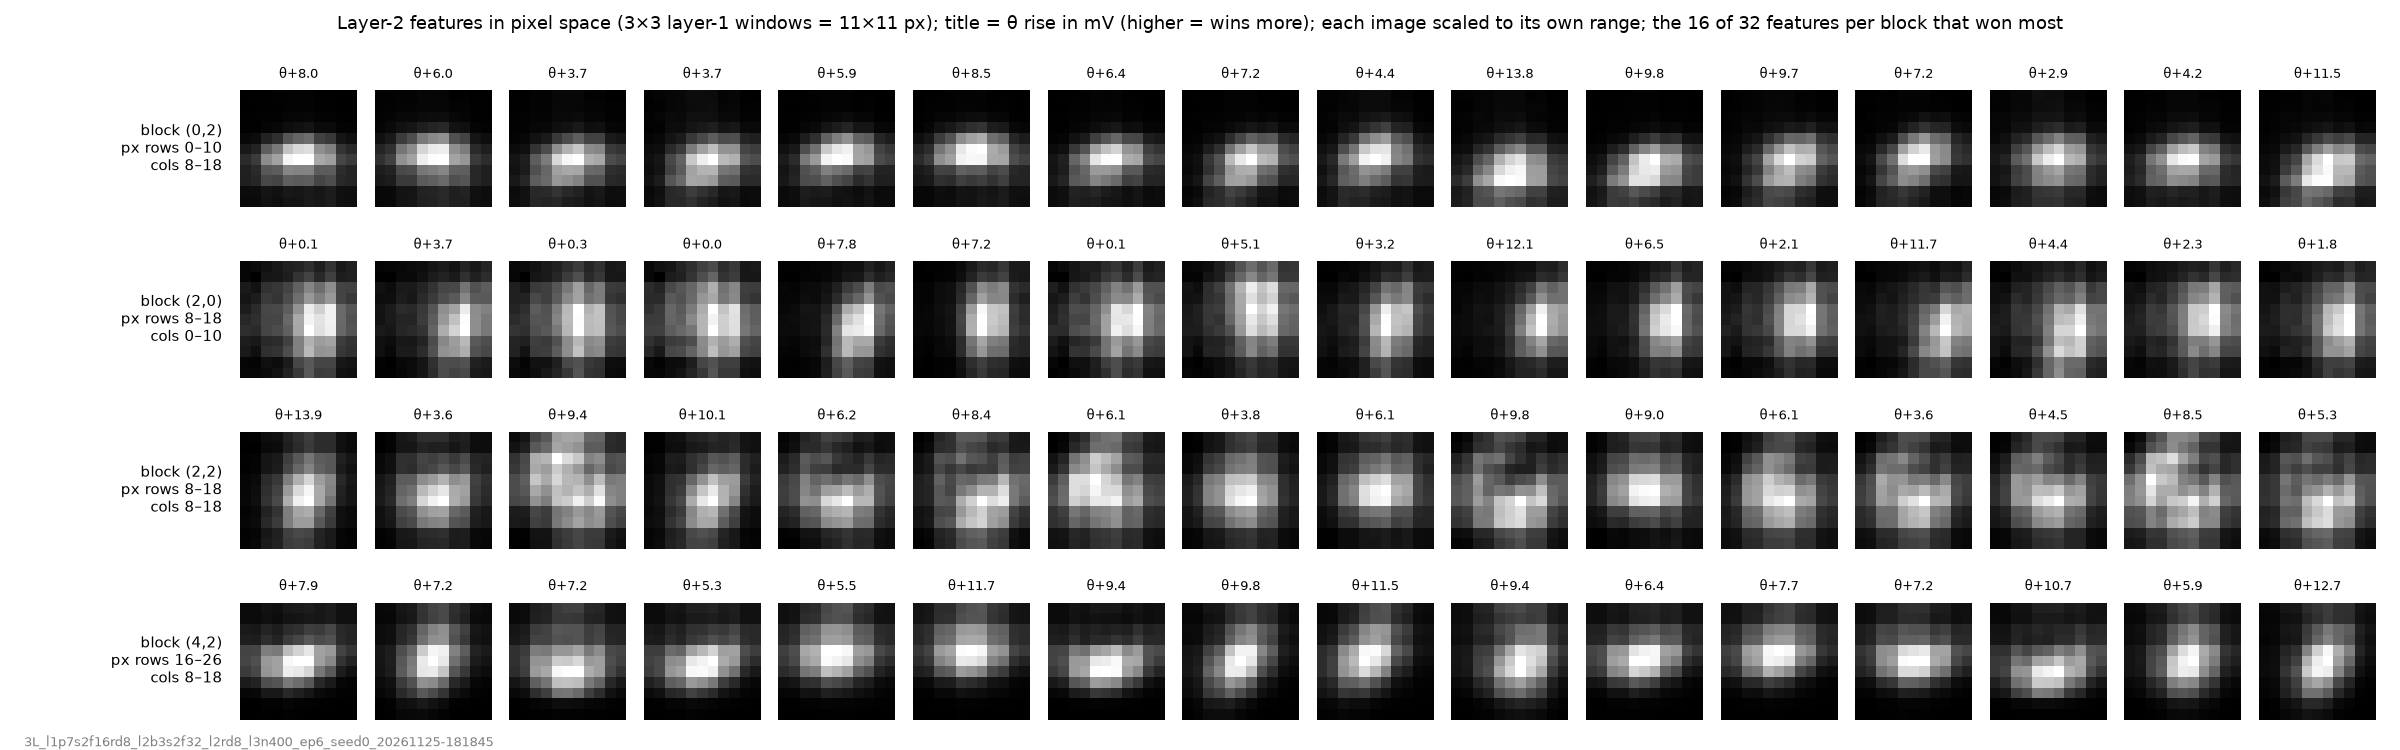 Layer-2 features in pixel space (3×3 layer-1 windows = 11×11 px); title = θ rise in mV (higher = wins more); each image scaled to its own range; the 16 of 32 features per block that won most
θ+8.0 θ+6.0 θ+3.7 θ+3.7 θ+5.9 θ+8.5 θ+6.4 θ+7.2 θ+4.4 θ+13.8 θ+9.8 θ+9.7 θ+7.2 θ+2.9 θ+4.2 θ+11.5
block (0,2)
px rows 0–10
cols 8–18
θ+0.1 θ+3.7 θ+0.3 θ+0.0 θ+7.8 θ+7.2 θ+0.1 θ+5.1 θ+3.2 θ+12.1 θ+6.5 θ+2.1 θ+11.7 θ+4.4 θ+2.3 θ+1.8
block (2,0)
px rows 8–18
cols 0–10
θ+13.9 θ+3.6 θ+9.4 θ+10.1 θ+6.2 θ+8.4 θ+6.1 θ+3.8 θ+6.1 θ+9.8 θ+9.0 θ+6.1 θ+3.6 θ+4.5 θ+8.5 θ+5.3
block (2,2)
px rows 8–18
cols 8–18
θ+7.9 θ+7.2 θ+7.2 θ+5.3 θ+5.5 θ+11.7 θ+9.4 θ+9.8 θ+11.5 θ+9.4 θ+6.4 θ+7.7 θ+7.2 θ+10.7 θ+5.9 θ+12.7
block (4,2)
px rows 16–26
cols 8–18
3L_l1p7s2f16rd8_l2b3s2f32_l2rd8_l3n400_ep6_seed0_20261125-181845